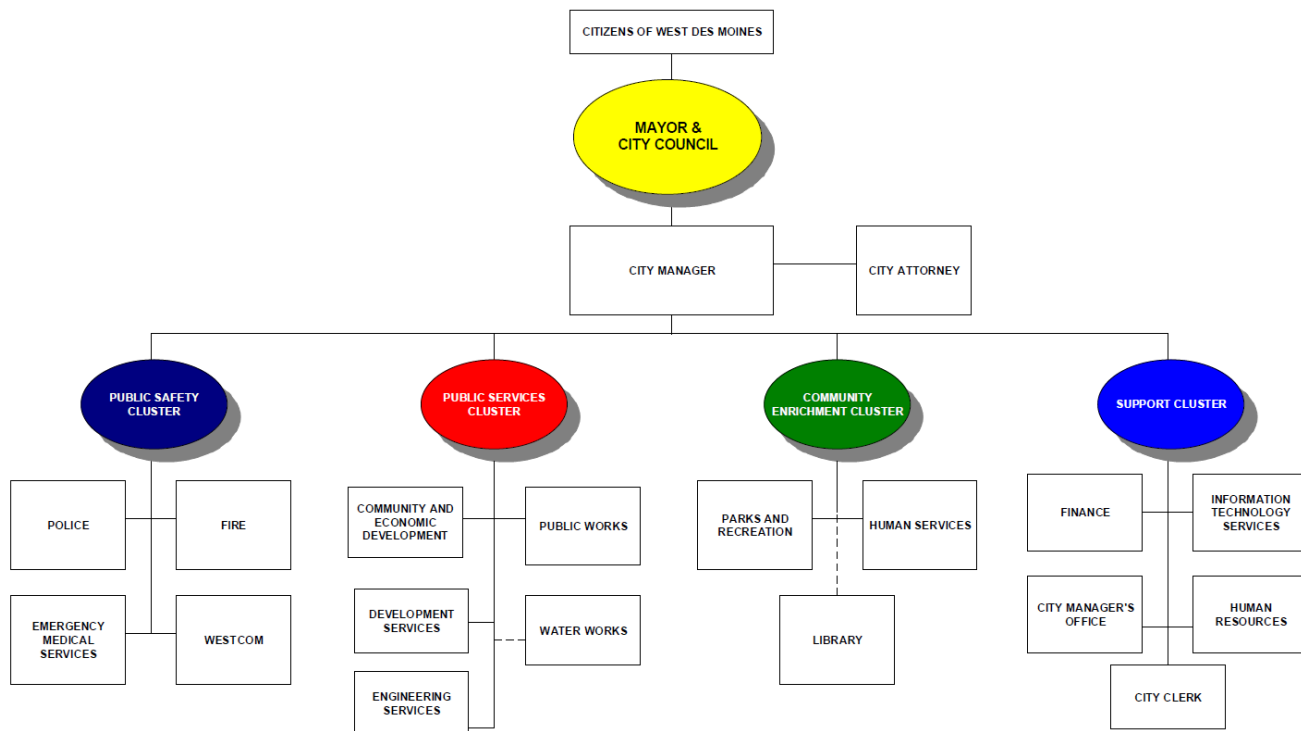 CITIZENS OF WEST DES MOINES
MAYOR &
CITY COUNCIL
CITY MANAGER
CITY ATTORNEY
PUBLIC SAFETY
CLUSTER
PUBLIC SERVICES
CLUSTER
COMMUNITY
ENRICHMENT CLUSTER
SUPPORT CLUSTER
POLICE
FIRE
EMERGENCY
MEDICAL
SERVICES
WESTCOM
COMMUNITY AND
ECONOMIC
DEVELOPMENT
PUBLIC WORKS
DEVELOPMENT
SERVICES
WATER WORKS
ENGINEERING
SERVICES
PARKS AND
RECREATION
HUMAN SERVICES
LIBRARY
FINANCE
INFORMATION
TECHNOLOGY
SERVICES
CITY MANAGER'S
OFFICE
HUMAN
RESOURCES
CITY CLERK